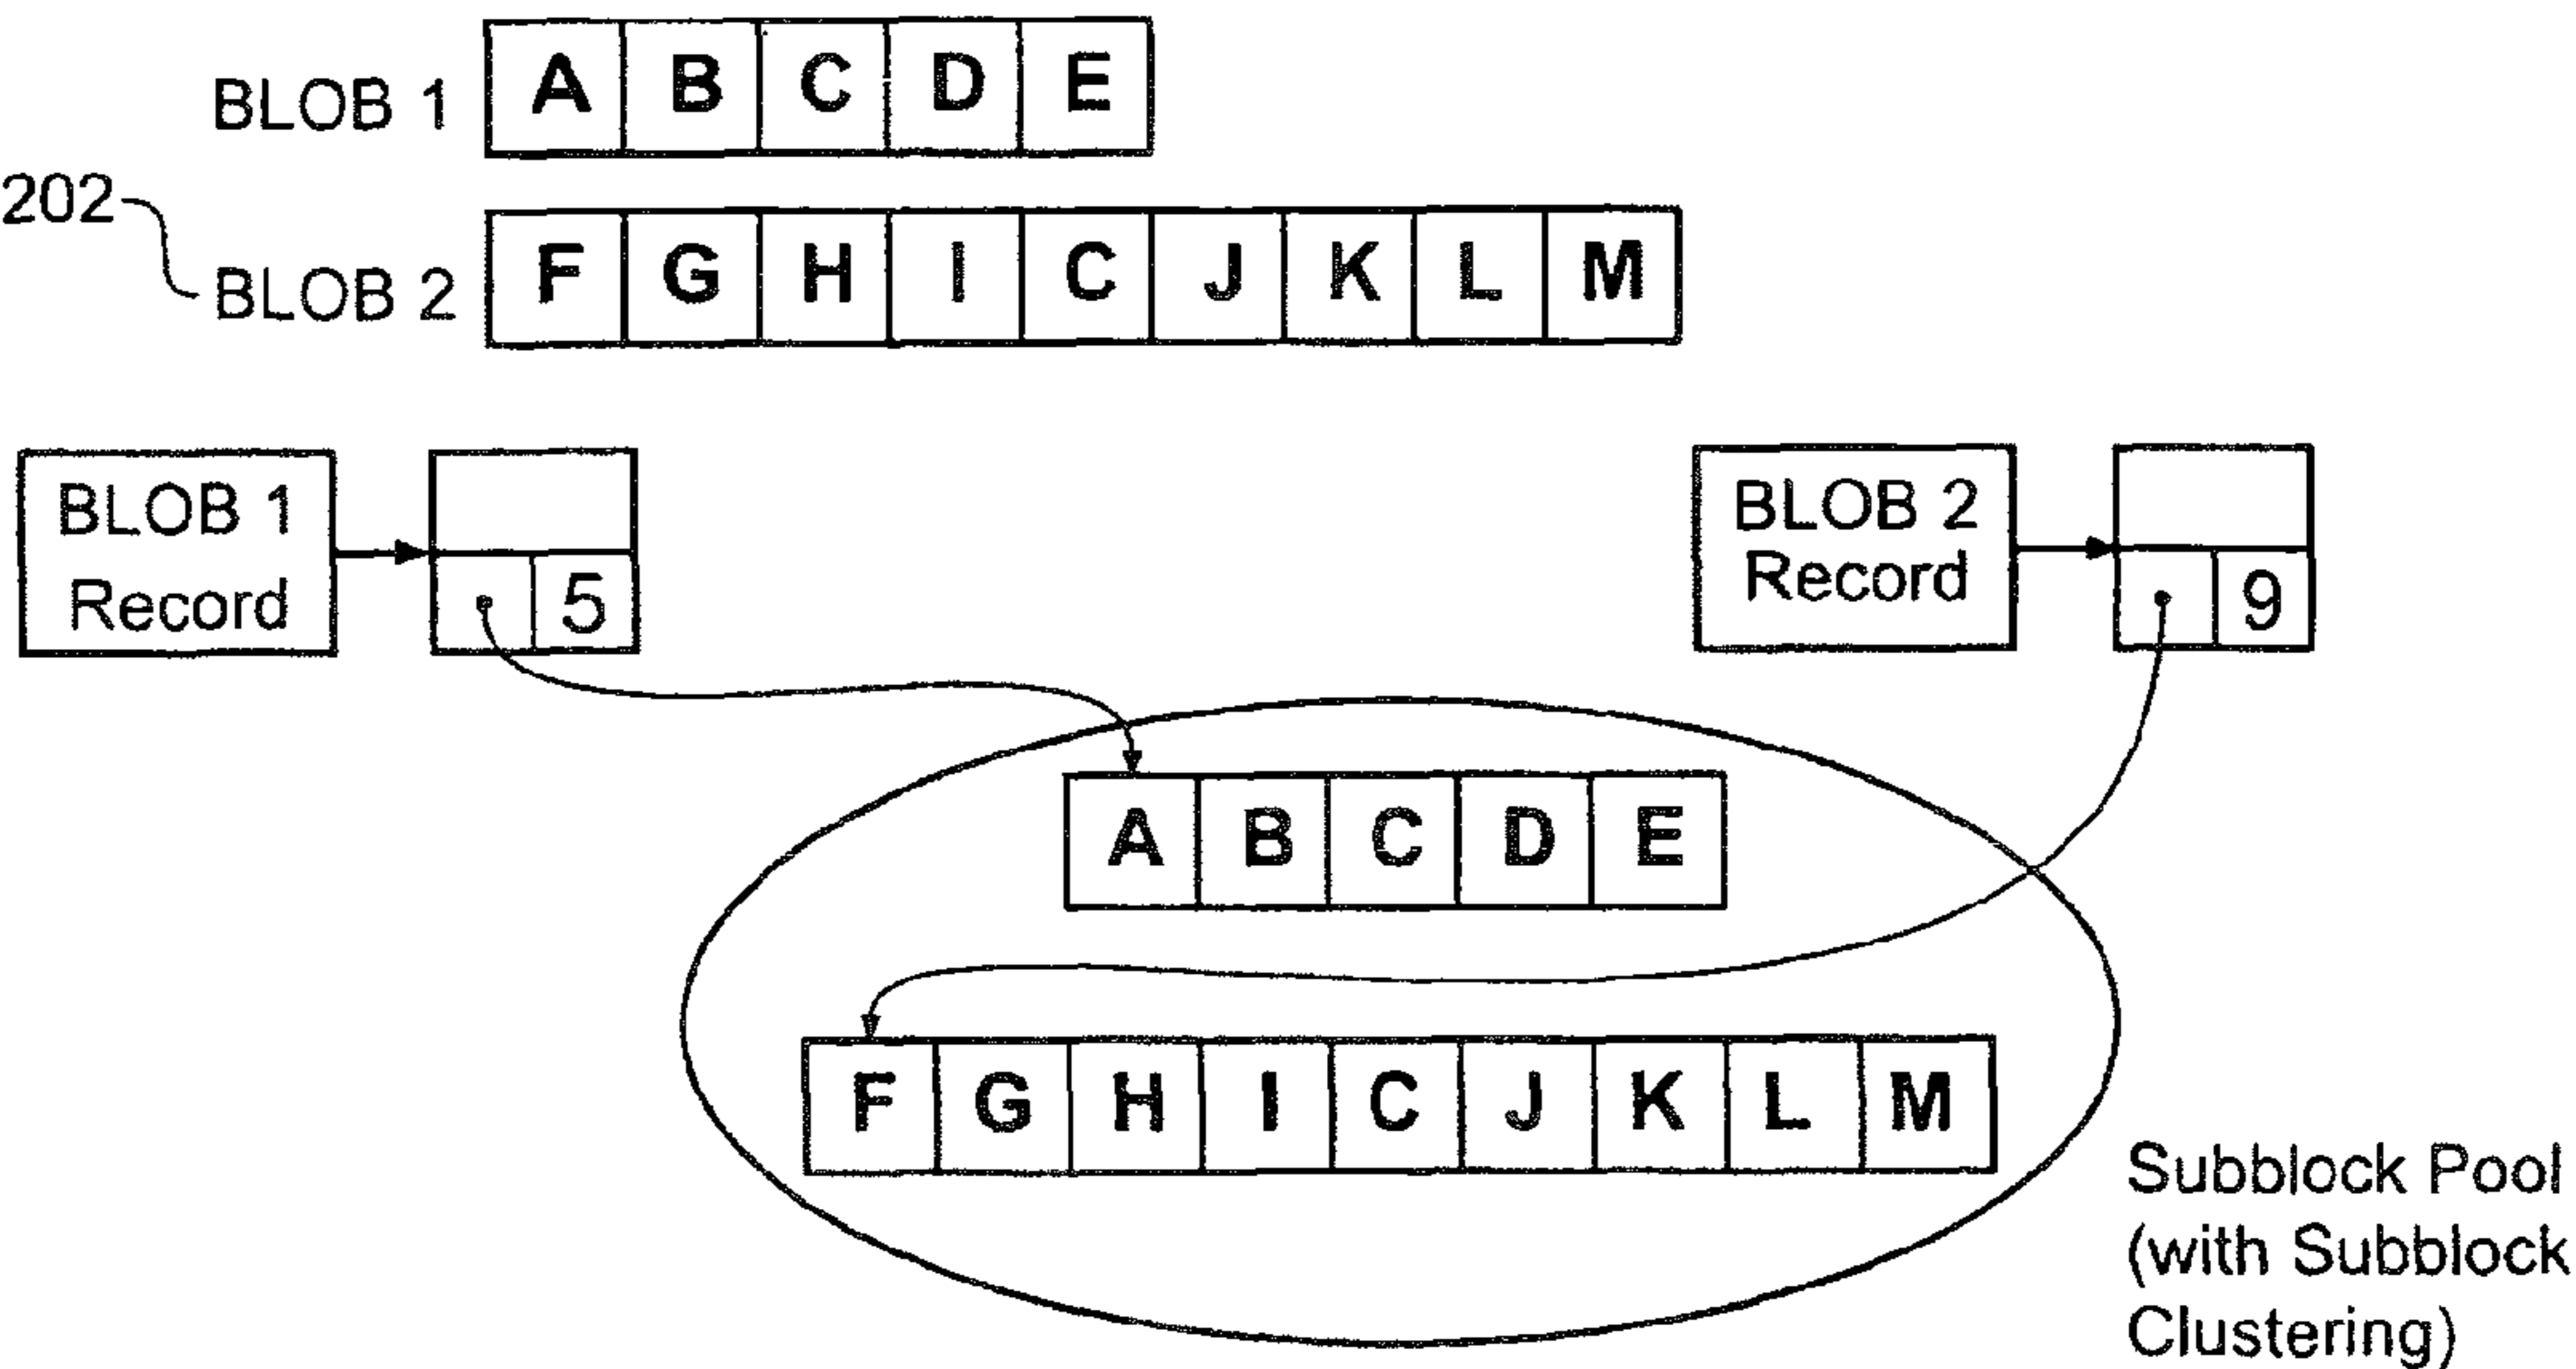 BLOB 1 A B C D E
202
BLOB 2 F G H I C J K L M
BLOB 1
Record
5
BLOB 2
Record
9
A B C D E
F G H I C J K L M
Subblock Pool
(with Subblock
Clustering)